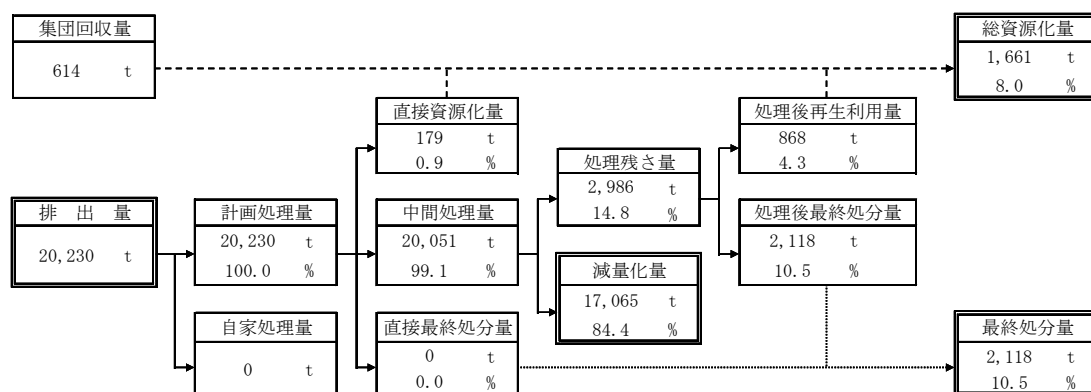 集団回収量
614 t
総資源化量
1,661 t
8.0 %
直接資源化量
179 t
0.9 %
処理後再生利用量
868 t
4.3 %
処理残さ量
2,986 t
14.8 %
排 出 量
20,230 t
計画処理量
20,230 t
100.0 %
中間処理量
20,051 t
99.1 %
処理後最終処分量
2,118 t
10.5 %
減量化量
17,065 t
84.4 %
自家処理量
0 t
直接最終処分量
0 t
0.0 %
最終処分量
2,118 t
10.5 %